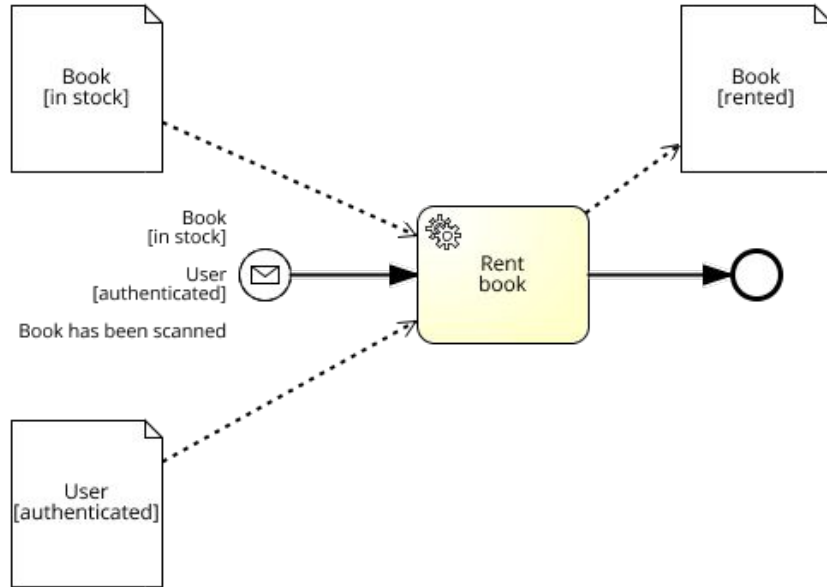 Book
[in stock]
Book
[rented]
Book
[in stock]
User
[authenticated]
Book has been scanned
Rent
book
User
[authenticated]